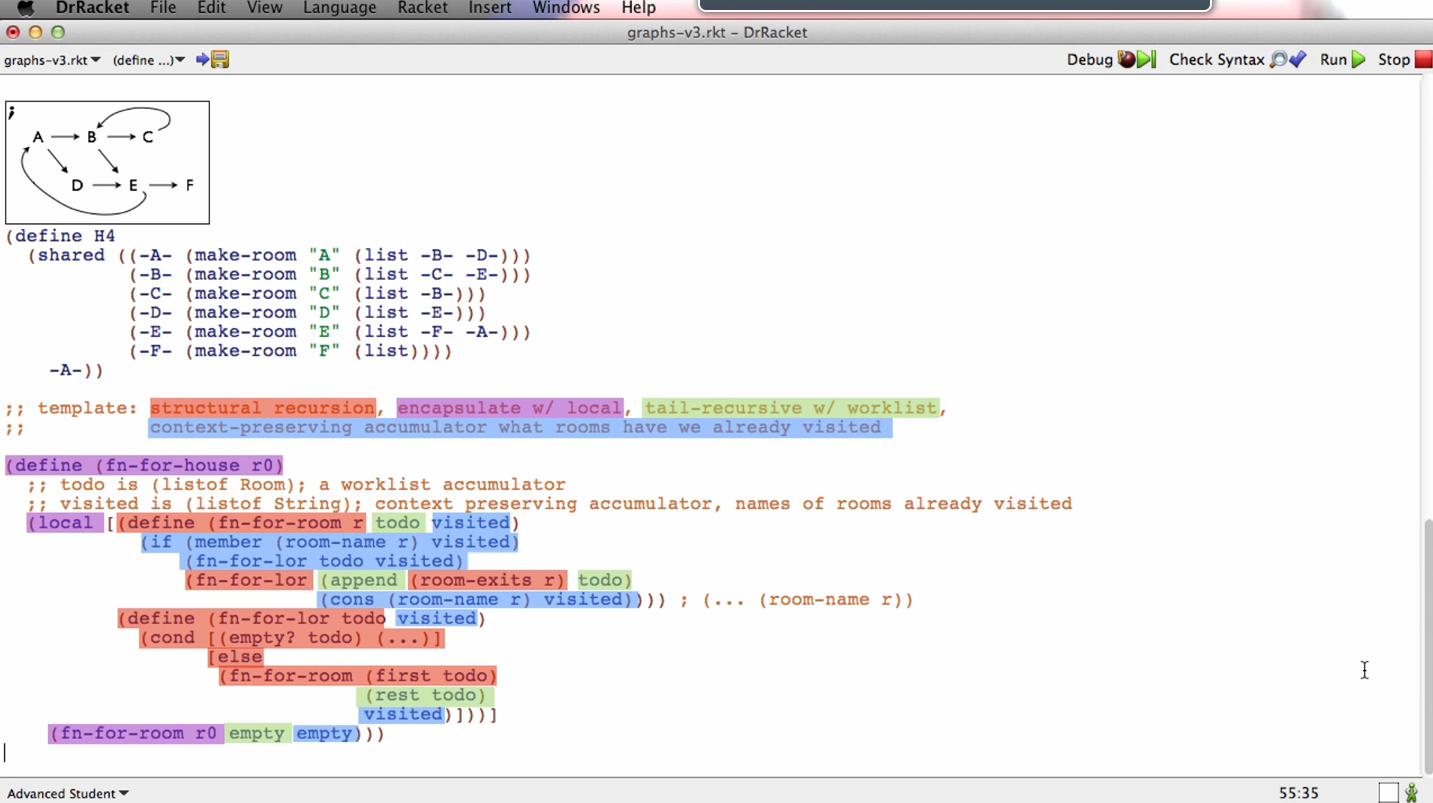 DrRacket File Edit View Language Racket Insert Windows Help
graphs-v3.rkt – DrRacket
graphs-v3.rkt (define ...) Debug Check Syntax Run Stop
;
A B C
D E F
(define H4
(shared ((-A- (make-room "A" (list -B- -D-)))
(-B- (make-room "B" (list -C- -E-)))
(-C- (make-room "C" (list -B-)))
(-D- (make-room "D" (list -E-)))
(-E- (make-room "E" (list -F- -A-)))
(-F- (make-room "F" (list))))
-A-))
;; template: structural recursion, encapsulate w/ local, tail-recursive w/ worklist,
;; context-preserving accumulator what rooms have we already visited
(define (fn-for-house r0)
;; todo is (listof Room); a worklist accumulator
;; visited is (listof String); context preserving accumulator, names of rooms already visited
(local [(define (fn-for-room r todo visited)
(if (member (room-name r) visited)
(fn-for-lor todo visited)
(fn-for-lor (append (room-exits r) todo)
(cons (room-name r) visited)))) ; (... (room-name r))
(define (fn-for-lor todo visited)
(cond [(empty? todo) (...)]
[else
(fn-for-room (first todo)
(rest todo)
visited)]))]
(fn-for-room r0 empty empty)))
Advanced Student 55:35